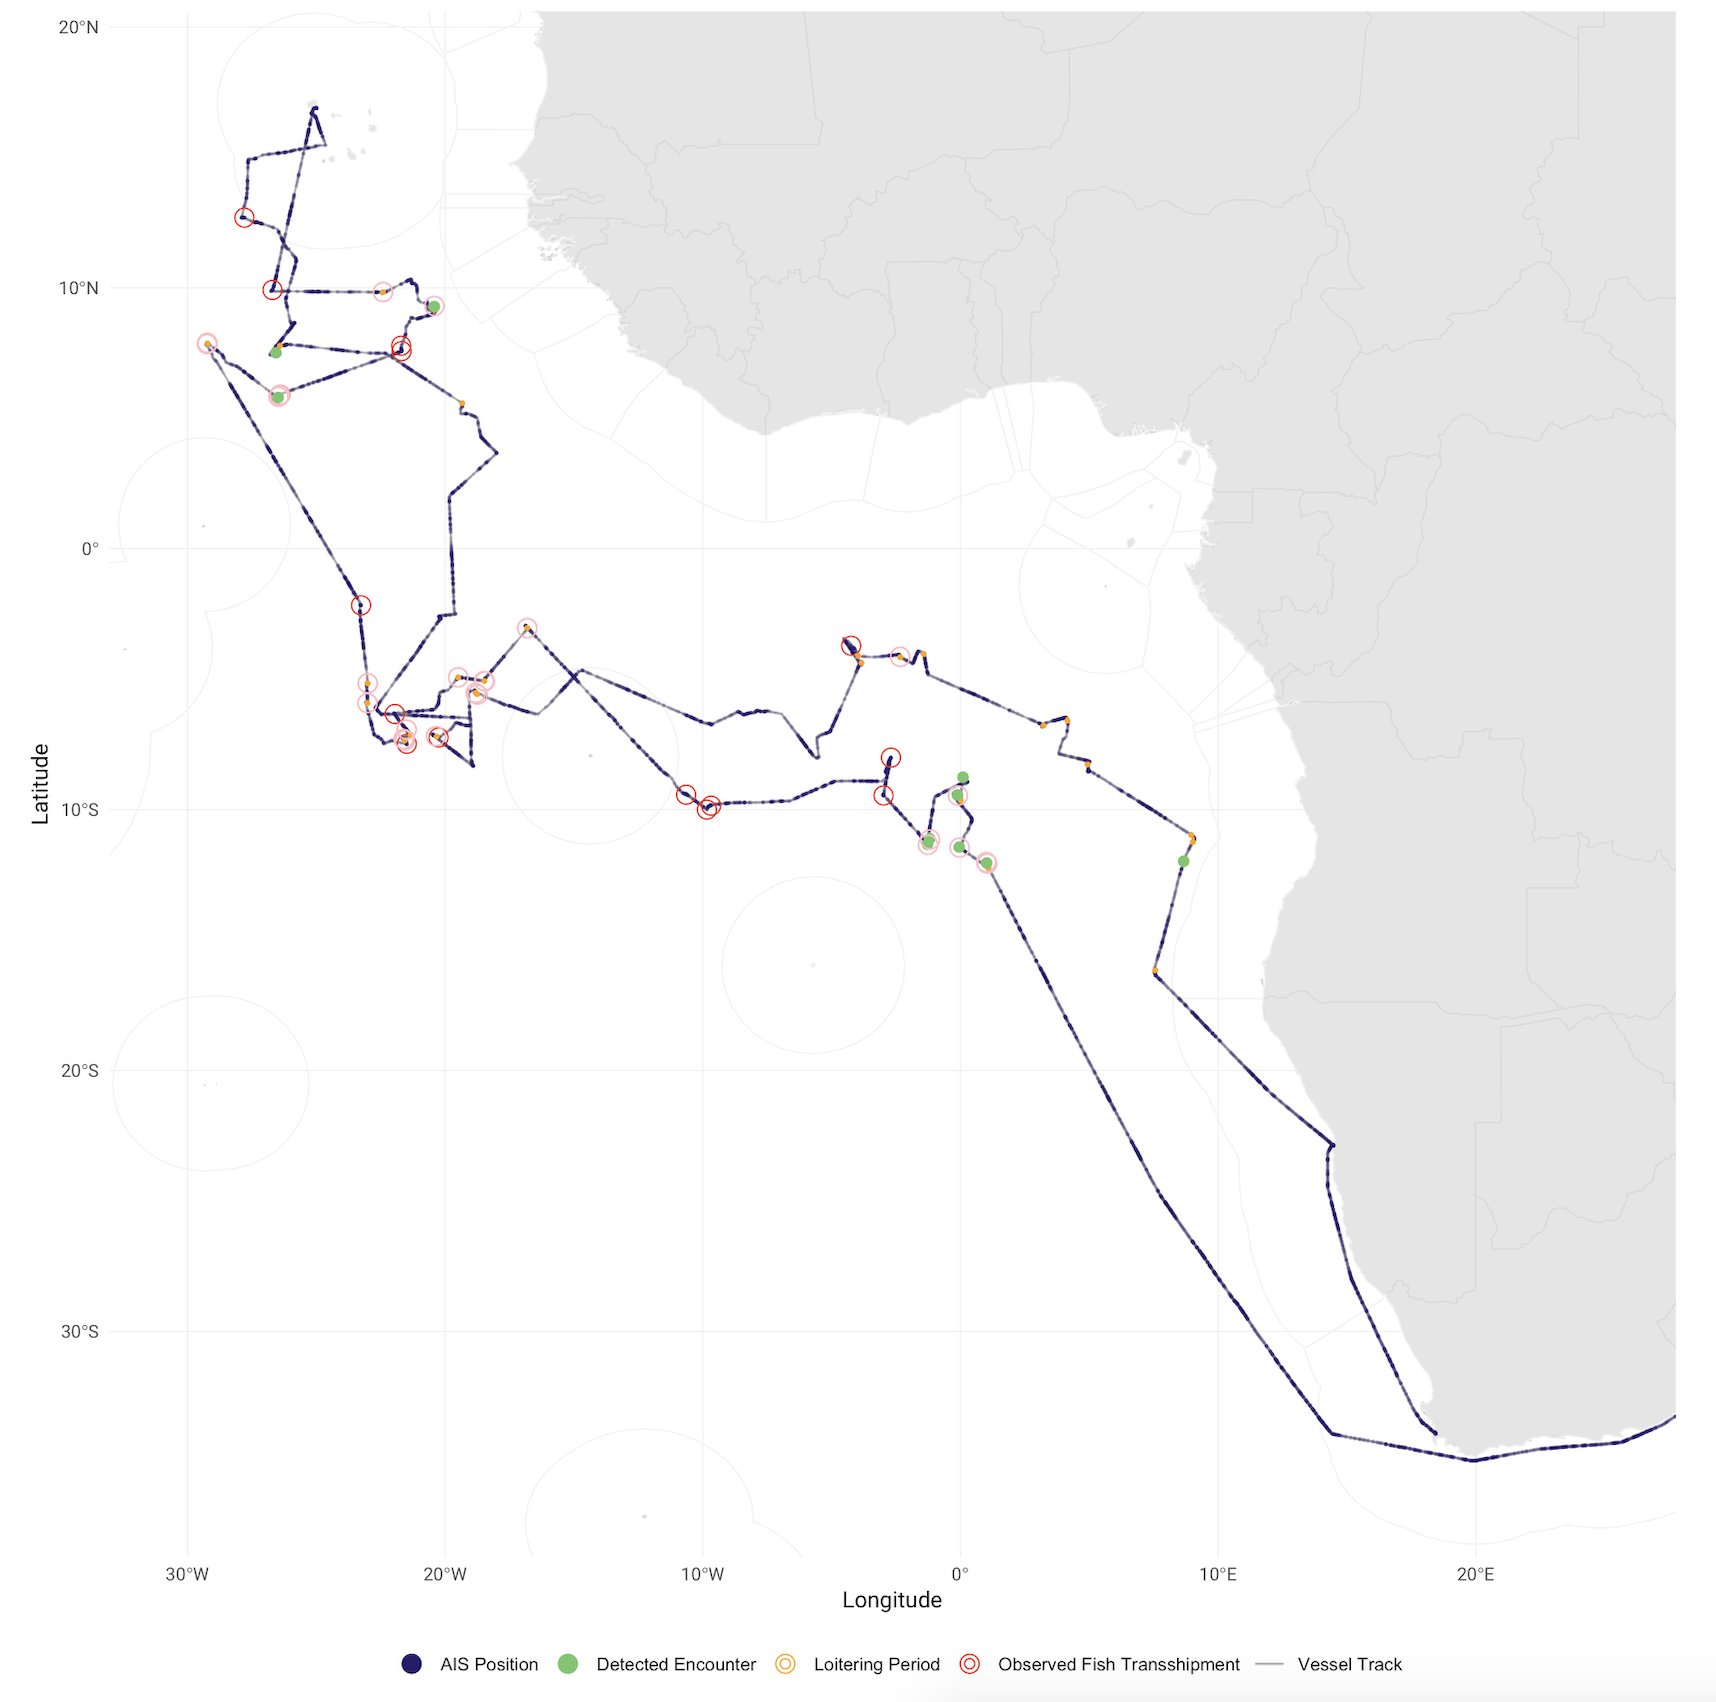 20°N
10°N
0°
10°S
20°S
30°S
Latitude
30°W 20°W 10°W 0° 10°E 20°E
Longitude
AIS Position Detected Encounter Loitering Period Observed Fish Transshipment Vessel Track